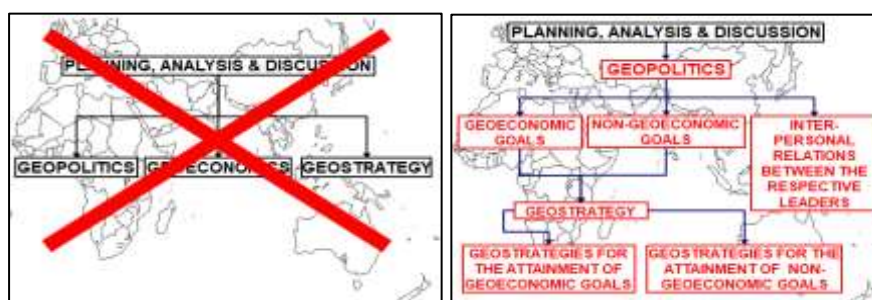 PLANNING, ANALYSIS & DISCUSSION
GEOPOLITICS
GEOECONOMICS
GEOSTRATEGY
PLANNING, ANALYSIS & DISCUSSION
GEOPOLITICS
GEOECONOMIC
GOALS
NON-GEOECONOMIC
GOALS
INTER-
PERSONAL
RELATIONS
BETWEEN THE
RESPECTIVE
LEADERS
GEOSTRATEGY
GEOSTRATEGIES FOR
THE ATTAINMENT OF
GEOECONOMIC GOALS
GEOSTRATEGIES FOR THE
ATTAINMENT OF NON-
GEOECONOMIC GOALS